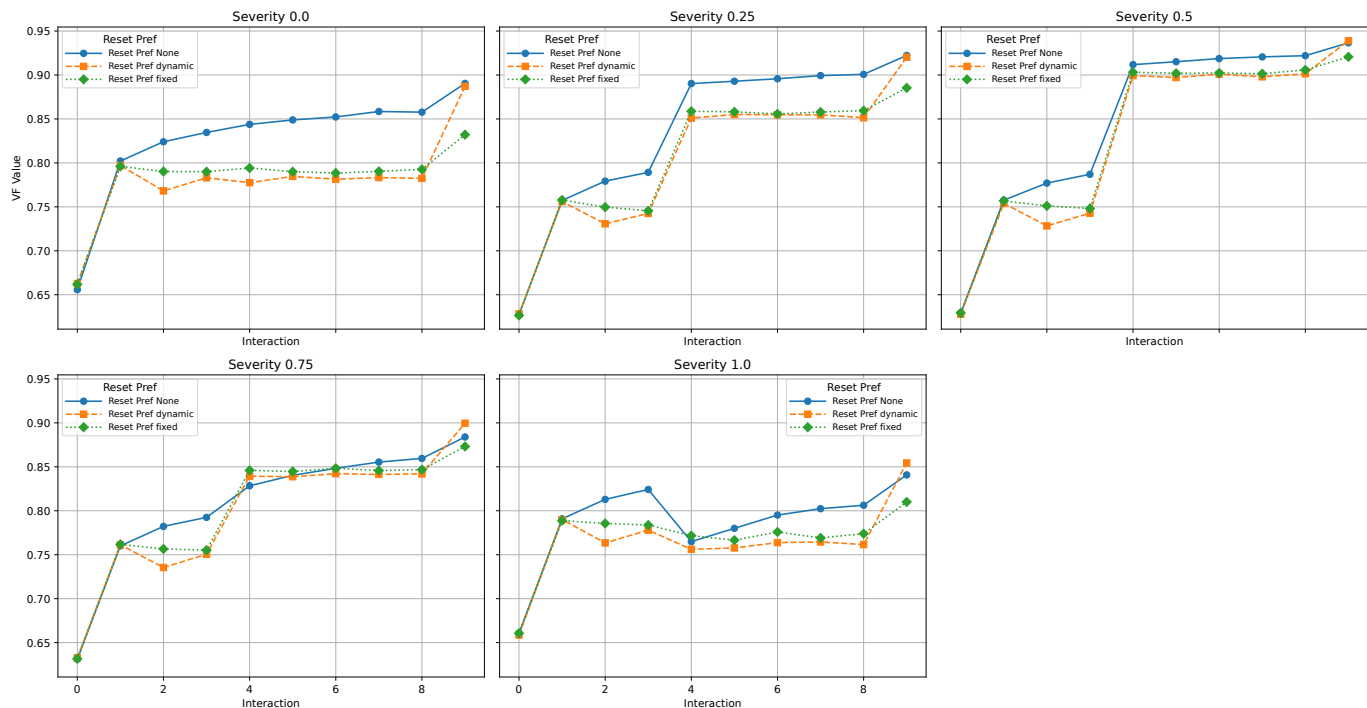 Severity 0.0
Severity 0.25
Severity 0.5
Reset Pref
Reset Pref None
Reset Pref dynamic
Reset Pref fixed
Reset Pref
Reset Pref None
Reset Pref dynamic
Reset Pref fixed
Reset Pref
Reset Pref None
Reset Pref dynamic
Reset Pref fixed
VF Value
0.95
0.90
0.85
0.80
0.75
0.70
0.65
Interaction
Interaction
Interaction
Severity 0.75
Severity 1.0
Reset Pref
Reset Pref None
Reset Pref dynamic
Reset Pref fixed
Reset Pref
Reset Pref None
Reset Pref dynamic
Reset Pref fixed
0.95
0.90
0.85
0.80
0.75
0.70
0.65
0 2 4 6 8
0 2 4 6 8
Interaction
Interaction